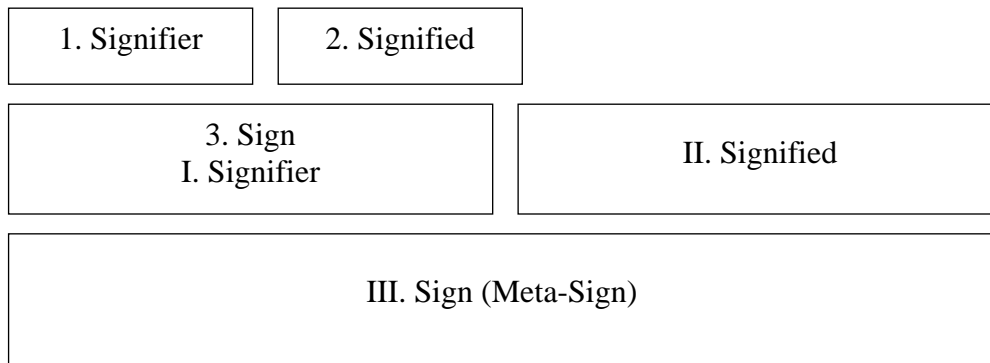 1. Signifier
2. Signified
3. Sign
I. Signifier
II. Signified
III. Sign (Meta-Sign)